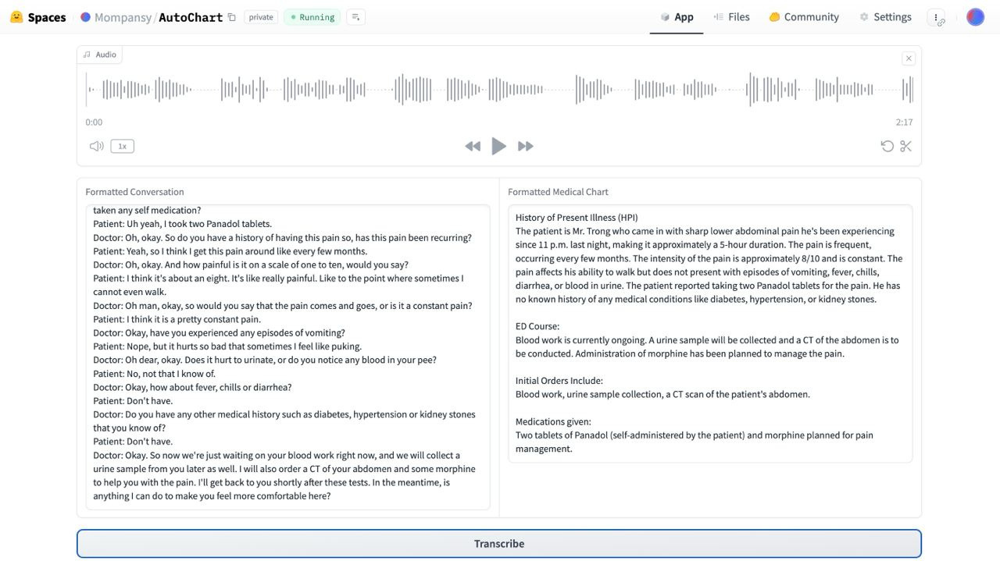 Spaces
Mompansy/AutoChart
private
Running
App
Files
Community
Settings
Audio
0:00
2:17
1x
Formatted Conversation
taken any self medication?
Patient: Uh yeah, I took two Panadol tablets.
Doctor: Oh, okay. So do you have a history of having this pain so, has this pain been recurring?
Patient: Yeah, so I think I get this pain around like every few months.
Doctor: Oh, okay. And how painful is it on a scale of one to ten, would you say?
Patient: I think it's about an eight. It's like really painful. Like to the point where sometimes I
cannot even walk.
Doctor: Oh man, okay, so would you say that the pain comes and goes, or is it a constant pain?
Patient: I think it is a pretty constant pain.
Doctor: Okay, have you experienced any episodes of vomiting?
Patient: Nope, but it hurts so bad that sometimes I feel like puking.
Doctor: Oh dear, okay. Does it hurt to urinate, or do you notice any blood in your pee?
Patient: No, not that I know of.
Doctor: Okay, how about fever, chills or diarrhea?
Patient: Don't have.
Doctor: Do you have any other medical history such as diabetes, hypertension or kidney stones
that you know of?
Patient: Don't have.
Doctor: Okay. So now we're just waiting on your blood work right now, and we will collect a
urine sample from you later as well. I will also order a CT of your abdomen and some morphine
to help you with the pain. I'll get back to you shortly after these tests. In the meantime, is
anything I can do to make you feel more comfortable here?
Formatted Medical Chart
History of Present Illness (HPI)
The patient is Mr. Trong who came in with sharp lower abdominal pain he's been experiencing
since 11 p.m. last night, making it approximately a 5-hour duration. The pain is frequent,
occurring every few months. The intensity of the pain is approximately 8/10 and is constant. The
pain affects his ability to walk but does not present with episodes of vomiting, fever, chills,
diarrhea, or blood in urine. The patient reported taking two Panadol tablets for the pain. He has
no known history of any medical conditions like diabetes, hypertension, or kidney stones.
ED Course:
Blood work is currently ongoing. A urine sample will be collected and a CT of the abdomen is to
be conducted. Administration of morphine has been planned to manage the pain.
Initial Orders Include:
Blood work, urine sample collection, a CT scan of the patient's abdomen.
Medications given:
Two tablets of Panadol (self-administered by the patient) and morphine planned for pain
management.
Transcribe